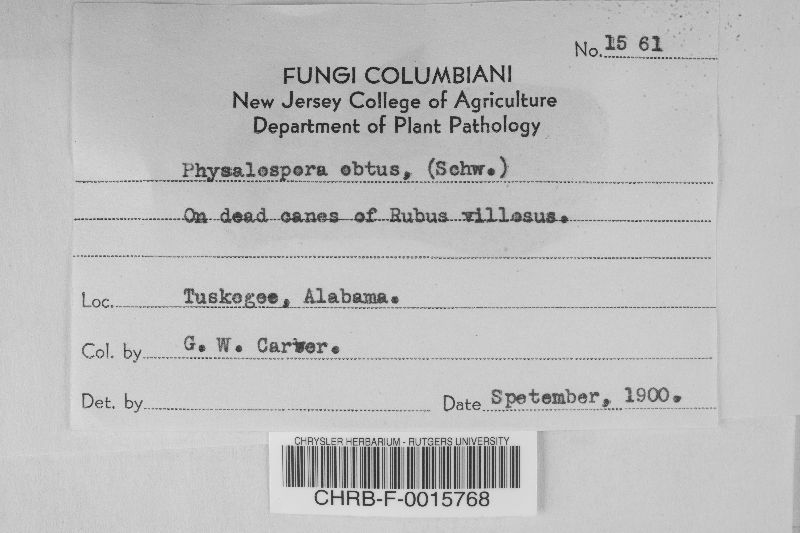 No. 15 61
FUNGI COLUMBIANI
New Jersey College of Agriculture
Department of Plant Pathology
Physalospora obtus, (Schw.)
On dead canes of Rubus villosus.
Loc. Tuskegee, Alabama.
Col. by G. W. Carver.
Det. by
Date Spetember, 1900.
CHRYSLER HERBARIUM - RUTGERS UNIVERSITY
CHRB-F-0015768